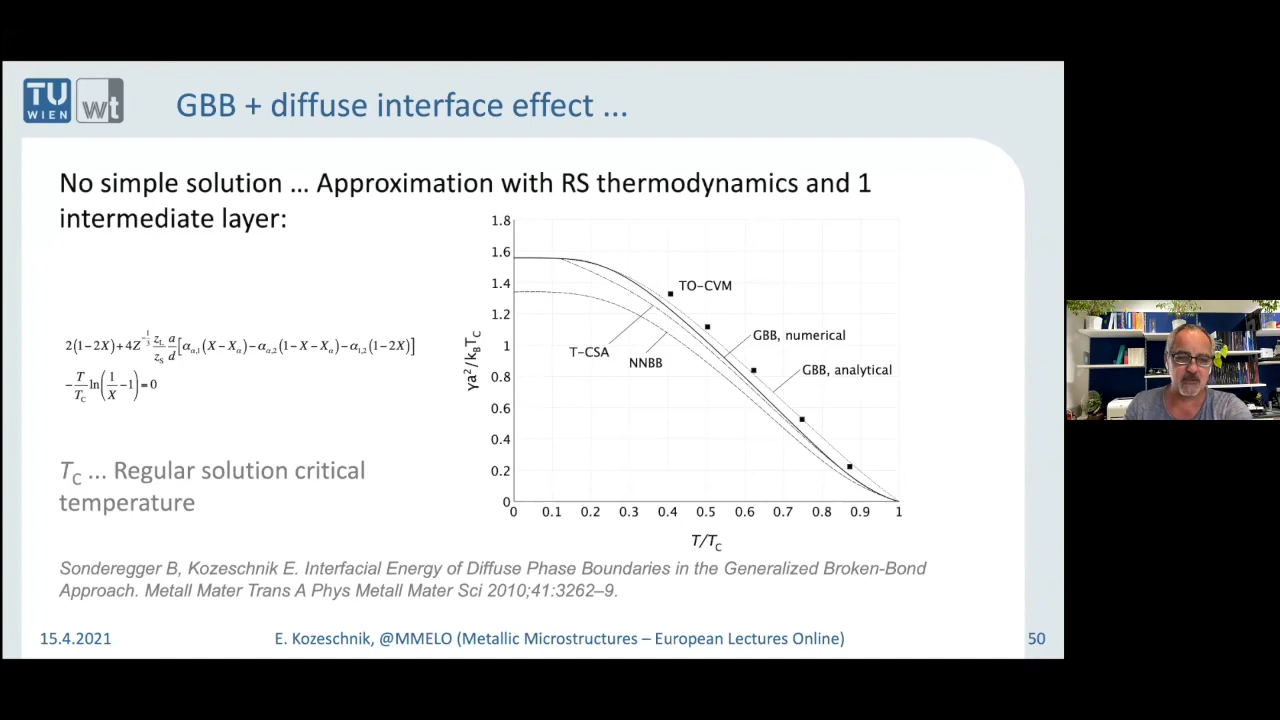 TU
WIEN
wt
GBB + diffuse interface effect ...
No simple solution ... Approximation with RS thermodynamics and 1
intermediate layer:
2(1−2X)+4Z^{-1/3} z_L/z_S a/d [α_{α,1}(X−X_α)−α_{α,2}(1−X−X_α)−α_{1,2}(1−2X)]
−T/T_C ln(1/X −1)=0
T_C ... Regular solution critical
temperature
γa²/k_BT_C
1.8
1.6
1.4
1.2
1
0.8
0.6
0.4
0.2
0
TO−CVM
GBB, numerical
T−CSA
NNBB
GBB, analytical
0 0.1 0.2 0.3 0.4 0.5 0.6 0.7 0.8 0.9 1
T/T_C
Sonderegger B, Kozeschnik E. Interfacial Energy of Diffuse Phase Boundaries in the Generalized Broken-Bond
Approach. Metall Mater Trans A Phys Metall Mater Sci 2010;41:3262–9.
15.4.2021 E. Kozeschnik, @MMELO (Metallic Microstructures – European Lectures Online) 50